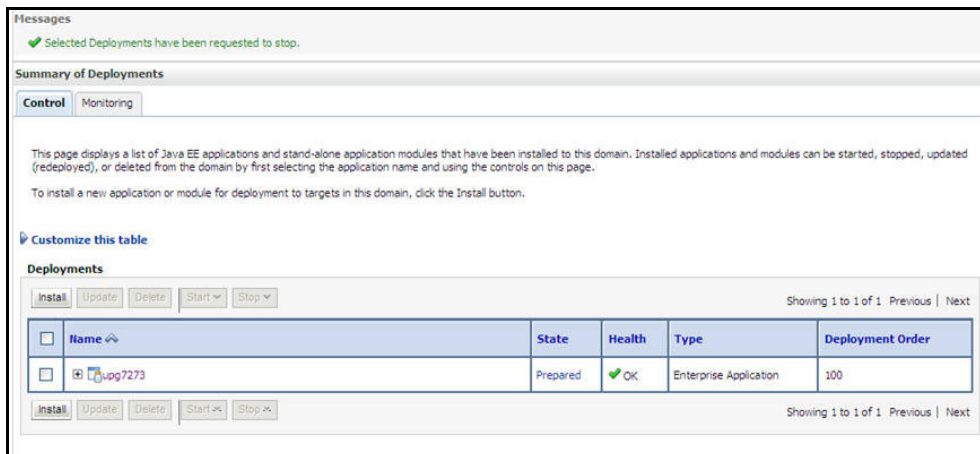 Messages
Selected Deployments have been requested to stop.
Summary of Deployments
Control Monitoring
This page displays a list of Java EE applications and stand-alone application modules that have been installed to this domain. Installed applications and modules can be started, stopped, updated
(redeployed), or deleted from the domain by first selecting the application name and using the controls on this page.
To install a new application or module for deployment to targets in this domain, click the Install button.
Customize this table
Deployments
Install Update Delete Start Stop Showing 1 to 1 of 1 Previous | Next
Name State Health Type Deployment Order
upg7273 Prepared OK Enterprise Application 100
Install Update Delete Start Stop Showing 1 to 1 of 1 Previous | Next